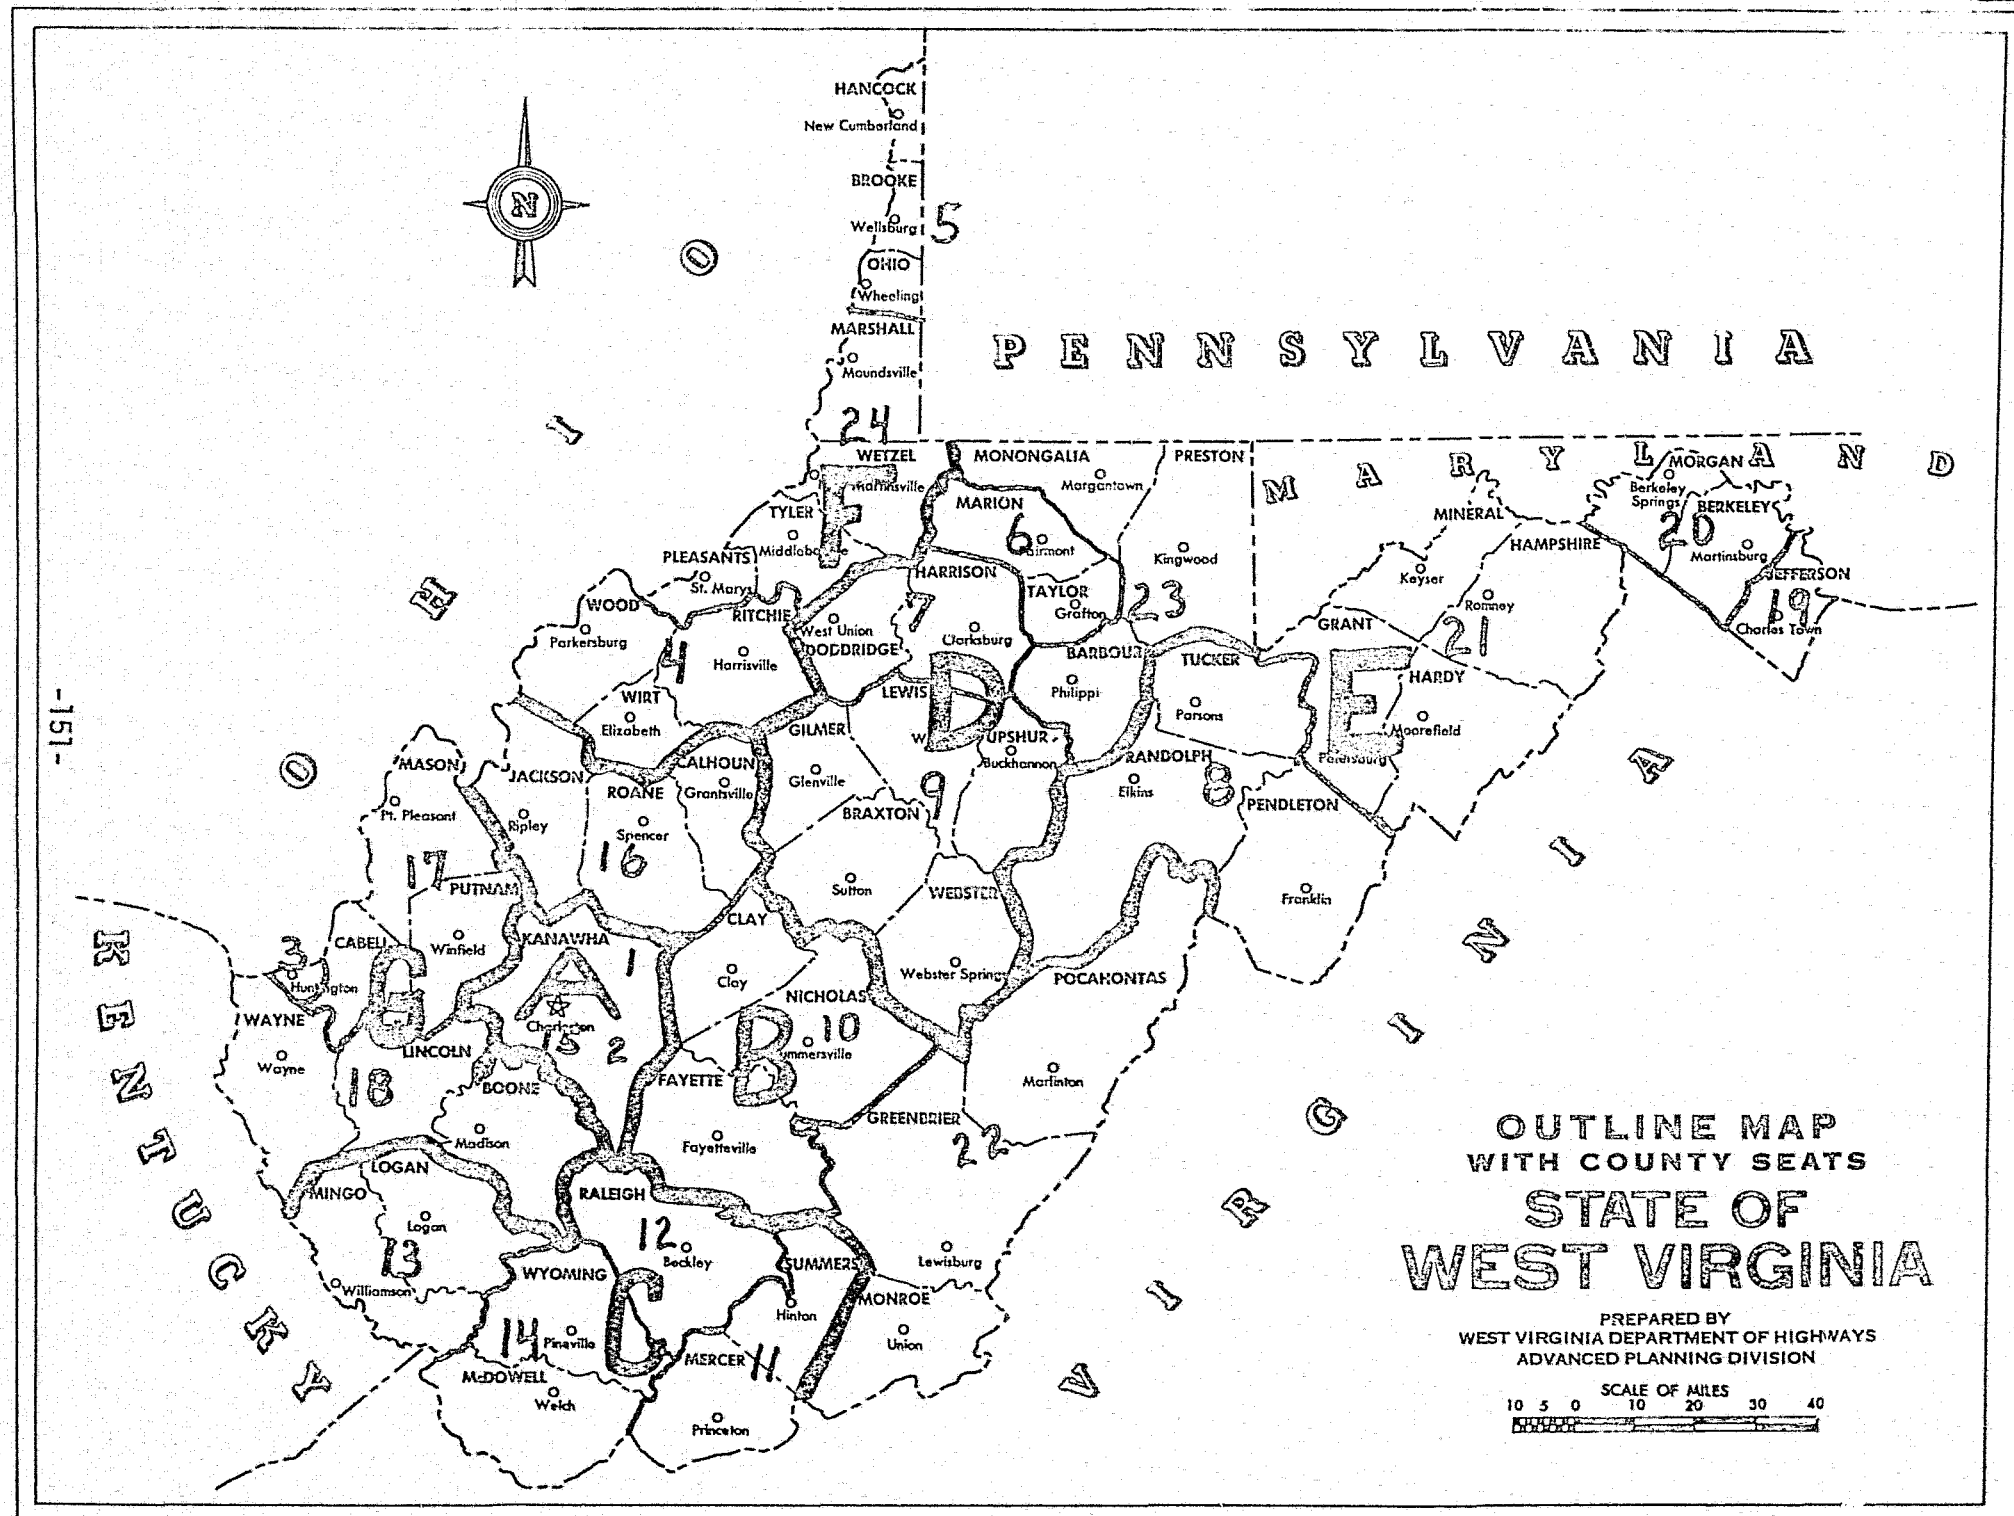 HANCOCK
New Cumberland
BROOKE
Wellsburg
5
OHIO
Wheeling
MARSHALL
Moundsville
24
N
OHIO
PENNSYLVANIA
MARYLAND
VIRGINIA
KENTUCKY
WETZEL
F
MONONGALIA
Morgantown
PRESTON
MARION
6
TYLER
PLEASANTS
St. Marys
Kingwood
HARRISON
TAYLOR
Grafton
23
WOOD
Parkersburg
RITCHIE
4
Harrisville
West Union
DODDRIDGE
7
Clarksburg
BARBOUR
Philippi
TUCKER
Parsons
MORGAN
Berkeley
Springs
BERKELEY
20
Martinsburg
JEFFERSON
19
Charles Town
MINERAL
Keyser
HAMPSHIRE
Romney
21
GRANT
E
HARDY
Moorefield
Petersburg
WIRT
Elizabeth
LEWIS
D
GILMER
Glenville
UPSHUR
Buckhannon
RANDOLPH
Elkins
8
PENDLETON
Franklin
MASON
Pt. Pleasant
JACKSON
Ripley
ROANE
Spencer
16
CALHOUN
Grantsville
BRAXTON
9
Sutton
17
PUTNAM
Winfield
WEBSTER
Webster Springs
CLAY
Clay
3
CABELL
Huntington
G
KANAWHA
A
1
Charleston
15
2
WAYNE
Wayne
LINCOLN
18
BOONE
Madison
NICHOLAS
10
B
POCAHONTAS
Marlinton
FAYETTE
Fayetteville
GREENBRIER
22
Lewisburg
LOGAN
MINGO
Logan
13
Williamson
RALEIGH
12
Beckley
SUMMERS
Hinton
WYOMING
14
Pineville
C
MONROE
Union
McDOWELL
Welch
MERCER
11
Princeton
-151-
OUTLINE MAP
WITH COUNTY SEATS
STATE OF
WEST VIRGINIA
PREPARED BY
WEST VIRGINIA DEPARTMENT OF HIGHWAYS
ADVANCED PLANNING DIVISION
SCALE OF MILES
10 5 0 10 20 30 40